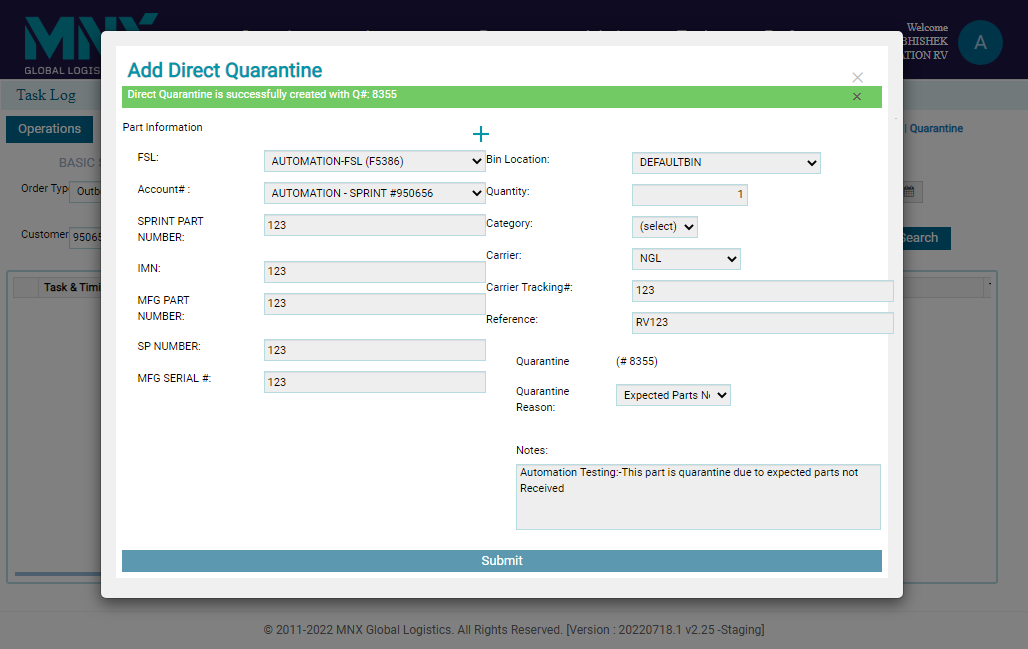 MNX
GLOBAL LOGIS
Welcome
BHISHEK
TION RV
A
Task Log
Operations
| Quarantine
BASIC
Order Typ
Outb
Customer
9506
Search
Task & Timi
Add Direct Quarantine
×
Direct Quarantine is successfully created with Q#: 8355
×
Part Information
+
FSL:
AUTOMATION-FSL (F5386)
Account# :
AUTOMATION - SPRINT #950656
SPRINT PART
NUMBER:
123
IMN:
123
MFG PART
NUMBER:
123
SP NUMBER:
123
MFG SERIAL #:
123
Bin Location:
DEFAULTBIN
Quantity:
1
Category:
(select)
Carrier:
NGL
Carrier Tracking#:
123
Reference:
RV123
Quarantine
(# 8355)
Quarantine
Reason:
Expected Parts N
Notes:
Automation Testing:-This part is quarantine due to expected parts not
Received
Submit
© 2011-2022 MNX Global Logistics. All Rights Reserved. [Version : 20220718.1 v2.25 -Staging]